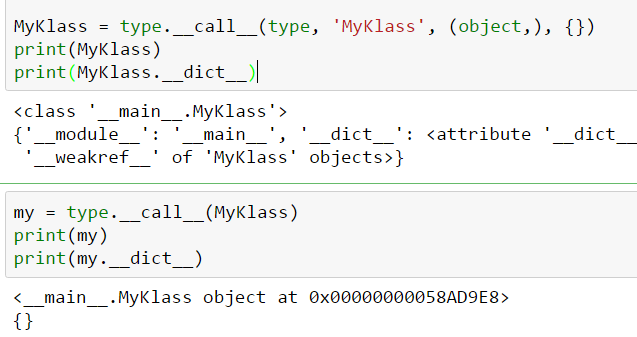 MyKlass = type.__call__(type, 'MyKlass', (object,), {})
print(MyKlass)
print(MyKlass.__dict__)
<class '__main__.MyKlass'>
{'__module__': '__main__', '__dict__': <attribute '__dict__
'__weakref__' of 'MyKlass' objects>}
my = type.__call__(MyKlass)
print(my)
print(my.__dict__)
<__main__.MyKlass object at 0x00000000058AD9E8>
{}